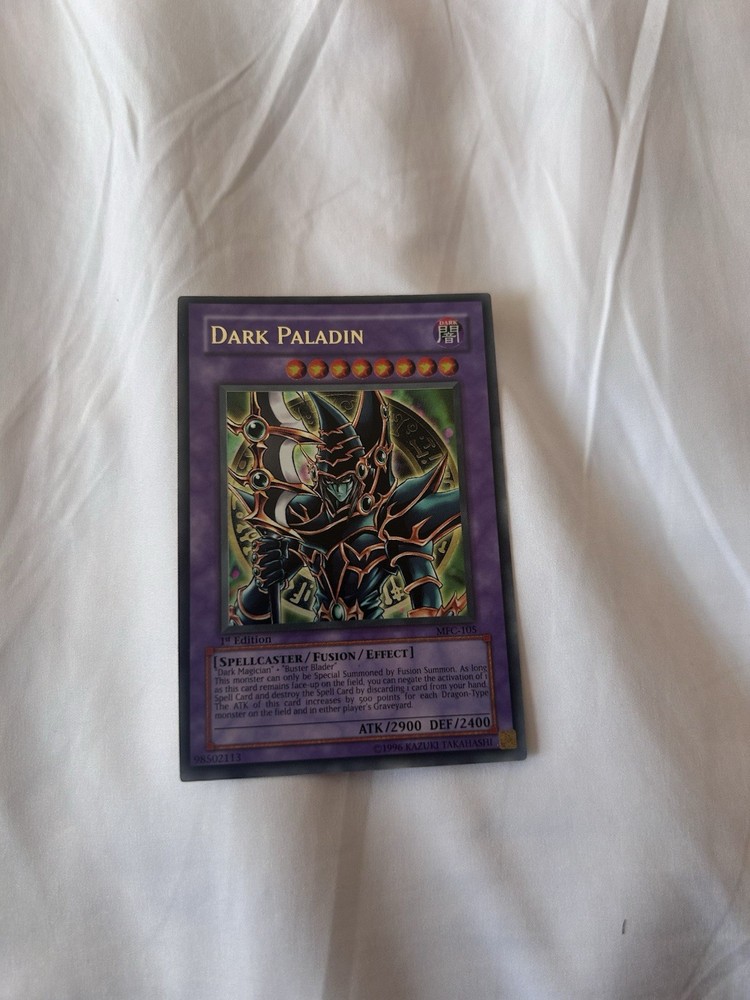 DARK PALADIN
DARK
闇
1st Edition
MFC-105
[SPELLCASTER/FUSION/EFFECT]
"Dark Magician" + "Buster Blader"
This monster can only be Special Summoned by Fusion Summon. As long
as this card remains face-up on the field, you can negate the activation of 1
Spell Card and destroy the Spell Card by discarding 1 card from your hand.
The ATK of this card increases by 500 points for each Dragon-Type
monster on the field and in either player's Graveyard.
ATK/2900 DEF/2400
98502113
©1996 KAZUKI TAKAHASHI